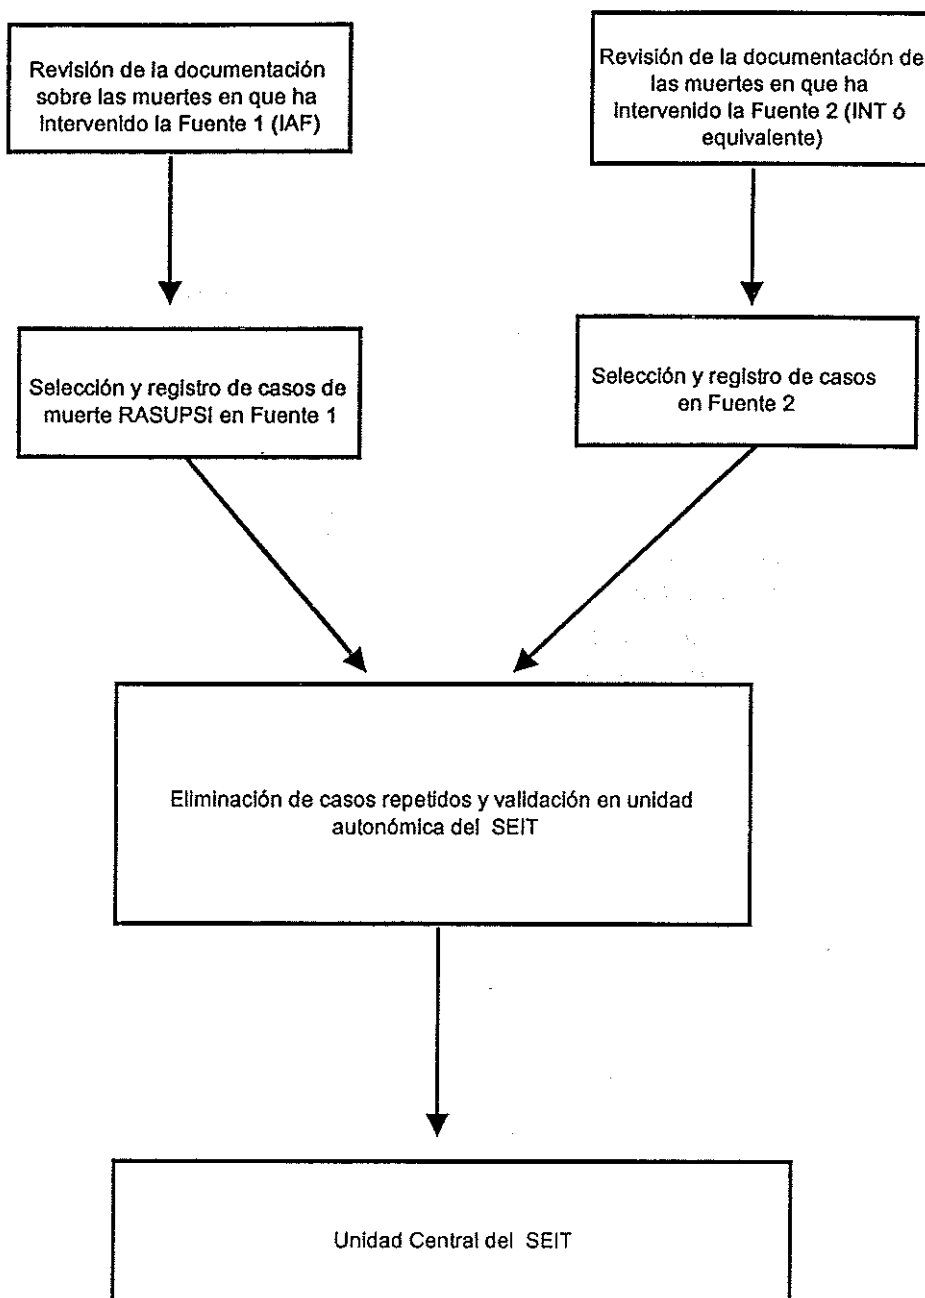 Revisión de la documentación
sobre las muertes en que ha
intervenido la Fuente 1 (IAF)
Revisión de la documentación de
las muertes en que ha
intervenido la Fuente 2 (INT ó
equivalente)
Selección y registro de casos de
muerte RASUPSI en Fuente 1
Selección y registro de casos
en Fuente 2
Eliminación de casos repetidos y validación en unidad
autonómica del SEIT
Unidad Central del SEIT